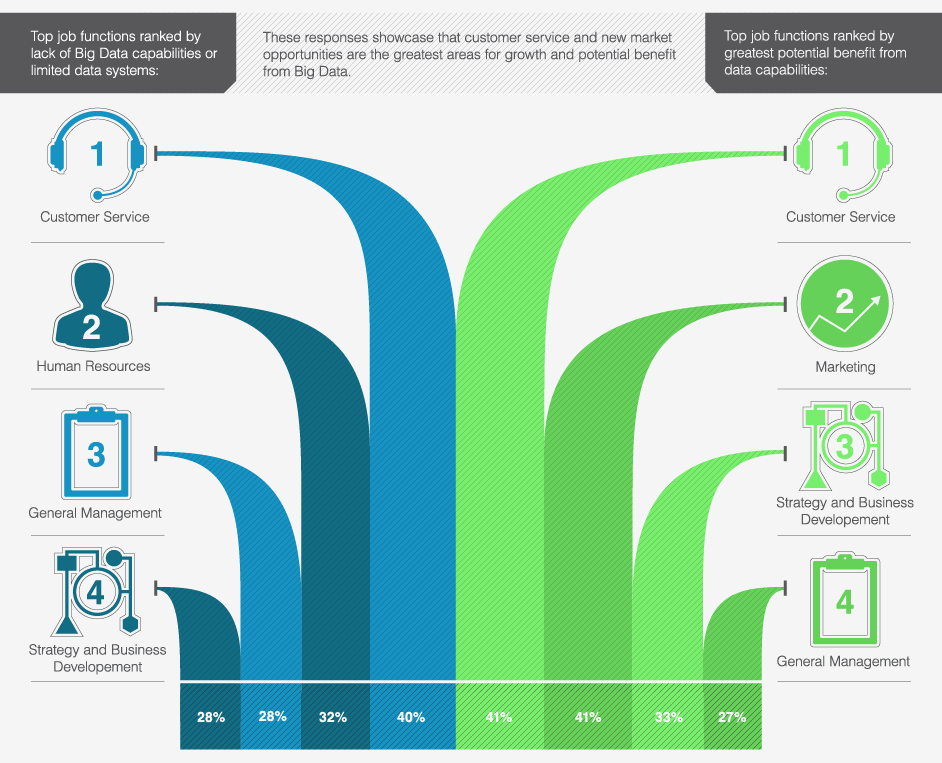 Top job functions ranked by
lack of Big Data capabilities or
limited data systems:
These responses showcase that customer service and new market
opportunities are the greatest areas for growth and potential benefit
from Big Data.
Top job functions ranked by
greatest potential benefit from
data capabilities:
1
Customer Service
2
Human Resources
3
General Management
4
Strategy and Business
Developement
1
Customer Service
2
Marketing
3
Strategy and Business
Developement
4
General Management
28%
28%
32%
40%
41%
41%
33%
27%